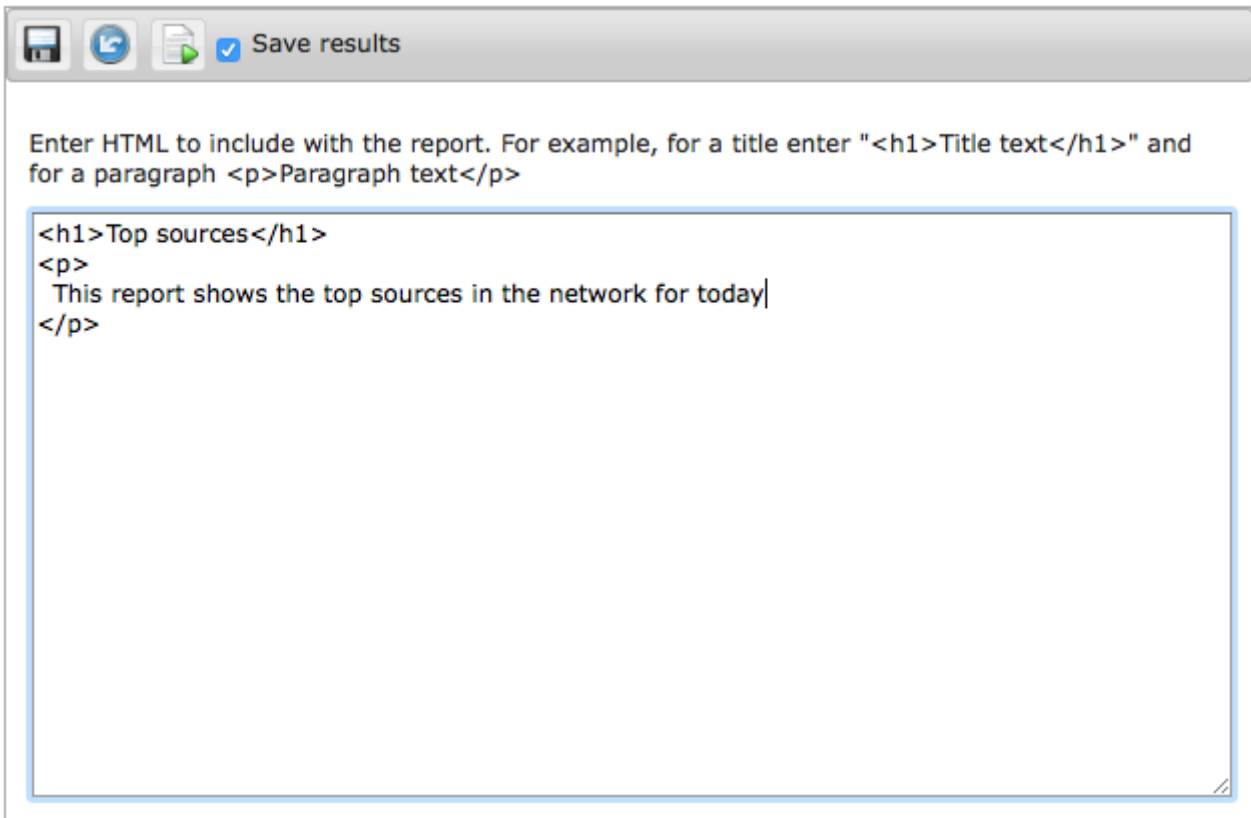 Save results
Enter HTML to include with the report. For example, for a title enter "<h1>Title text</h1>" and
for a paragraph <p>Paragraph text</p>
<h1>Top sources</h1>
<p>
This report shows the top sources in the network for today
</p>